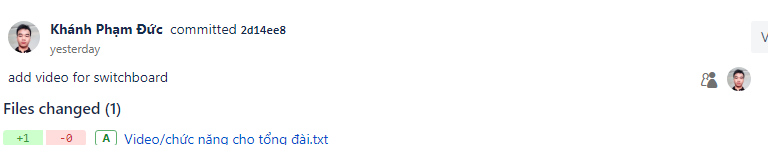 Khánh Phạm Đức committed 2d14ee8
yesterday
V
add video for switchboard
Files changed (1)
+1 -0 A Video/chức năng cho tổng đài.txt